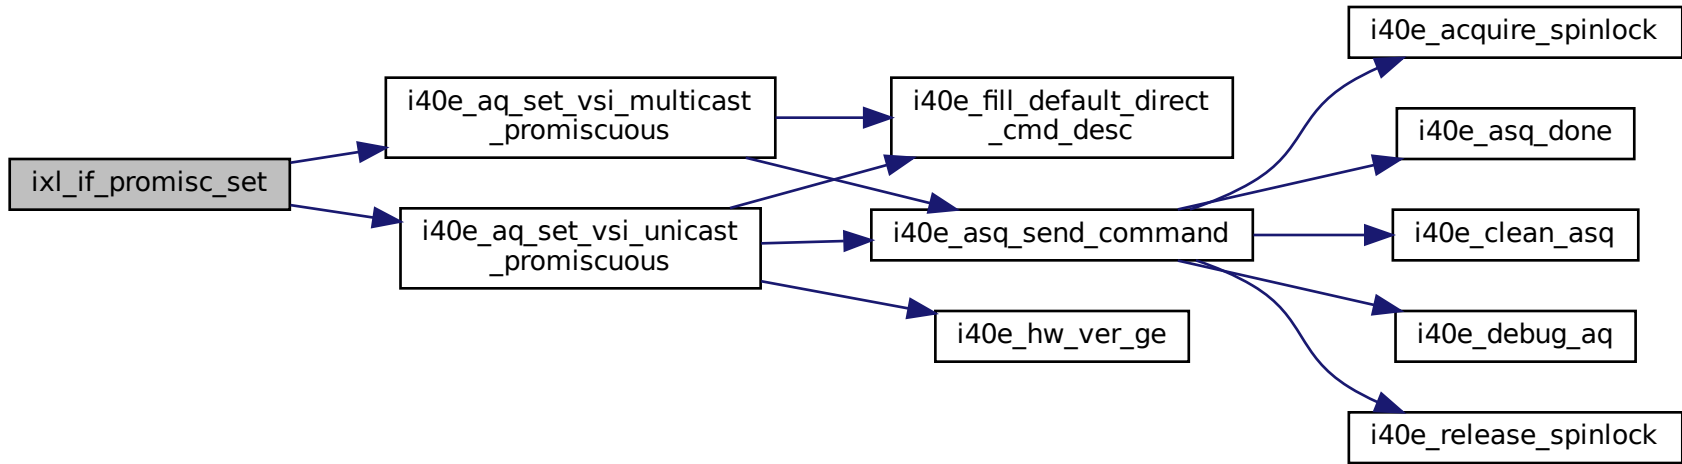 ixl_if_promisc_set
i40e_aq_set_vsi_multicast
_promiscuous
i40e_aq_set_vsi_unicast
_promiscuous
i40e_fill_default_direct
_cmd_desc
i40e_asq_send_command
i40e_hw_ver_ge
i40e_acquire_spinlock
i40e_asq_done
i40e_clean_asq
i40e_debug_aq
i40e_release_spinlock